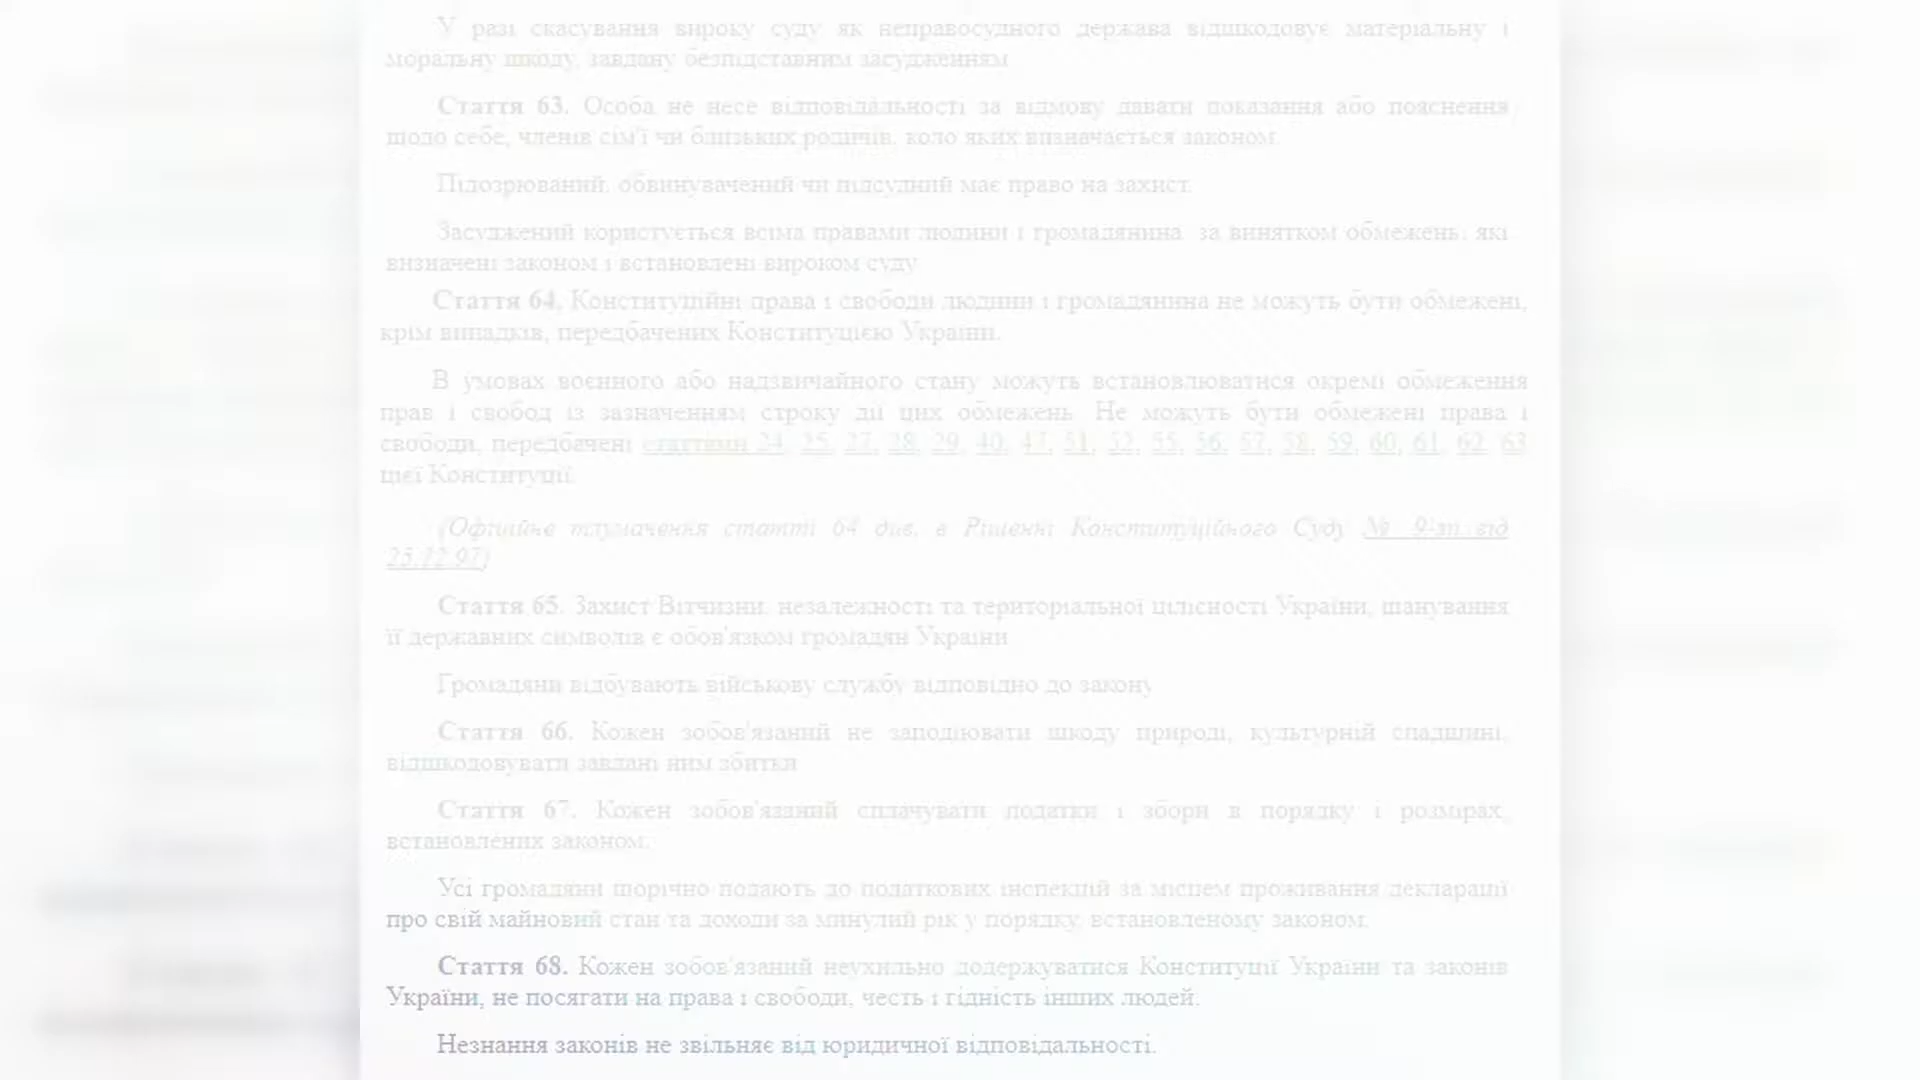 У разі скасування вироку суду як неправосудного держава відшкодовує матеріальну і
моральну шкоду, завдану безпідставним засудженням.
Стаття 63. Особа не несе відповідальності за відмову давати показання або пояснення
щодо себе, членів сім'ї чи близьких родичів, коло яких визначається законом.
Підозрюваний, обвинувачений чи підсудний має право на захист.
Засуджений користується всіма правами людини і громадянина, за винятком обмежень, які
визначені законом і встановлені вироком суду.
Стаття 64. Конституційні права і свободи людини і громадянина не можуть бути обмежені,
крім випадків, передбачених Конституцією України.
В умовах воєнного або надзвичайного стану можуть встановлюватися окремі обмеження
прав і свобод із зазначенням строку дії цих обмежень. Не можуть бути обмежені права і
свободи, передбачені статтями 24, 25, 27, 28, 29, 40, 47, 51, 52, 55, 56, 57, 58, 59, 60, 61, 62, 63
цієї Конституції.
(Офіційне тлумачення статті 64 див. в Рішенні Конституційного Суду № 9-зп від
25.12.97)
Стаття 65. Захист Вітчизни, незалежності та територіальної цілісності України, шанування
її державних символів є обов'язком громадян України.
Громадяни відбувають військову службу відповідно до закону.
Стаття 66. Кожен зобов'язаний не заподіювати шкоду природі, культурній спадщині,
відшкодовувати завдані ним збитки.
Стаття 67. Кожен зобов'язаний сплачувати податки і збори в порядку і розмірах,
встановлених законом.
Усі громадяни щорічно подають до податкових інспекцій за місцем проживання декларації
про свій майновий стан та доходи за минулий рік у порядку, встановленому законом.
Стаття 68. Кожен зобов'язаний неухильно додержуватися Конституції України та законів
України, не посягати на права і свободи, честь і гідність інших людей.
Незнання законів не звільняє від юридичної відповідальності.